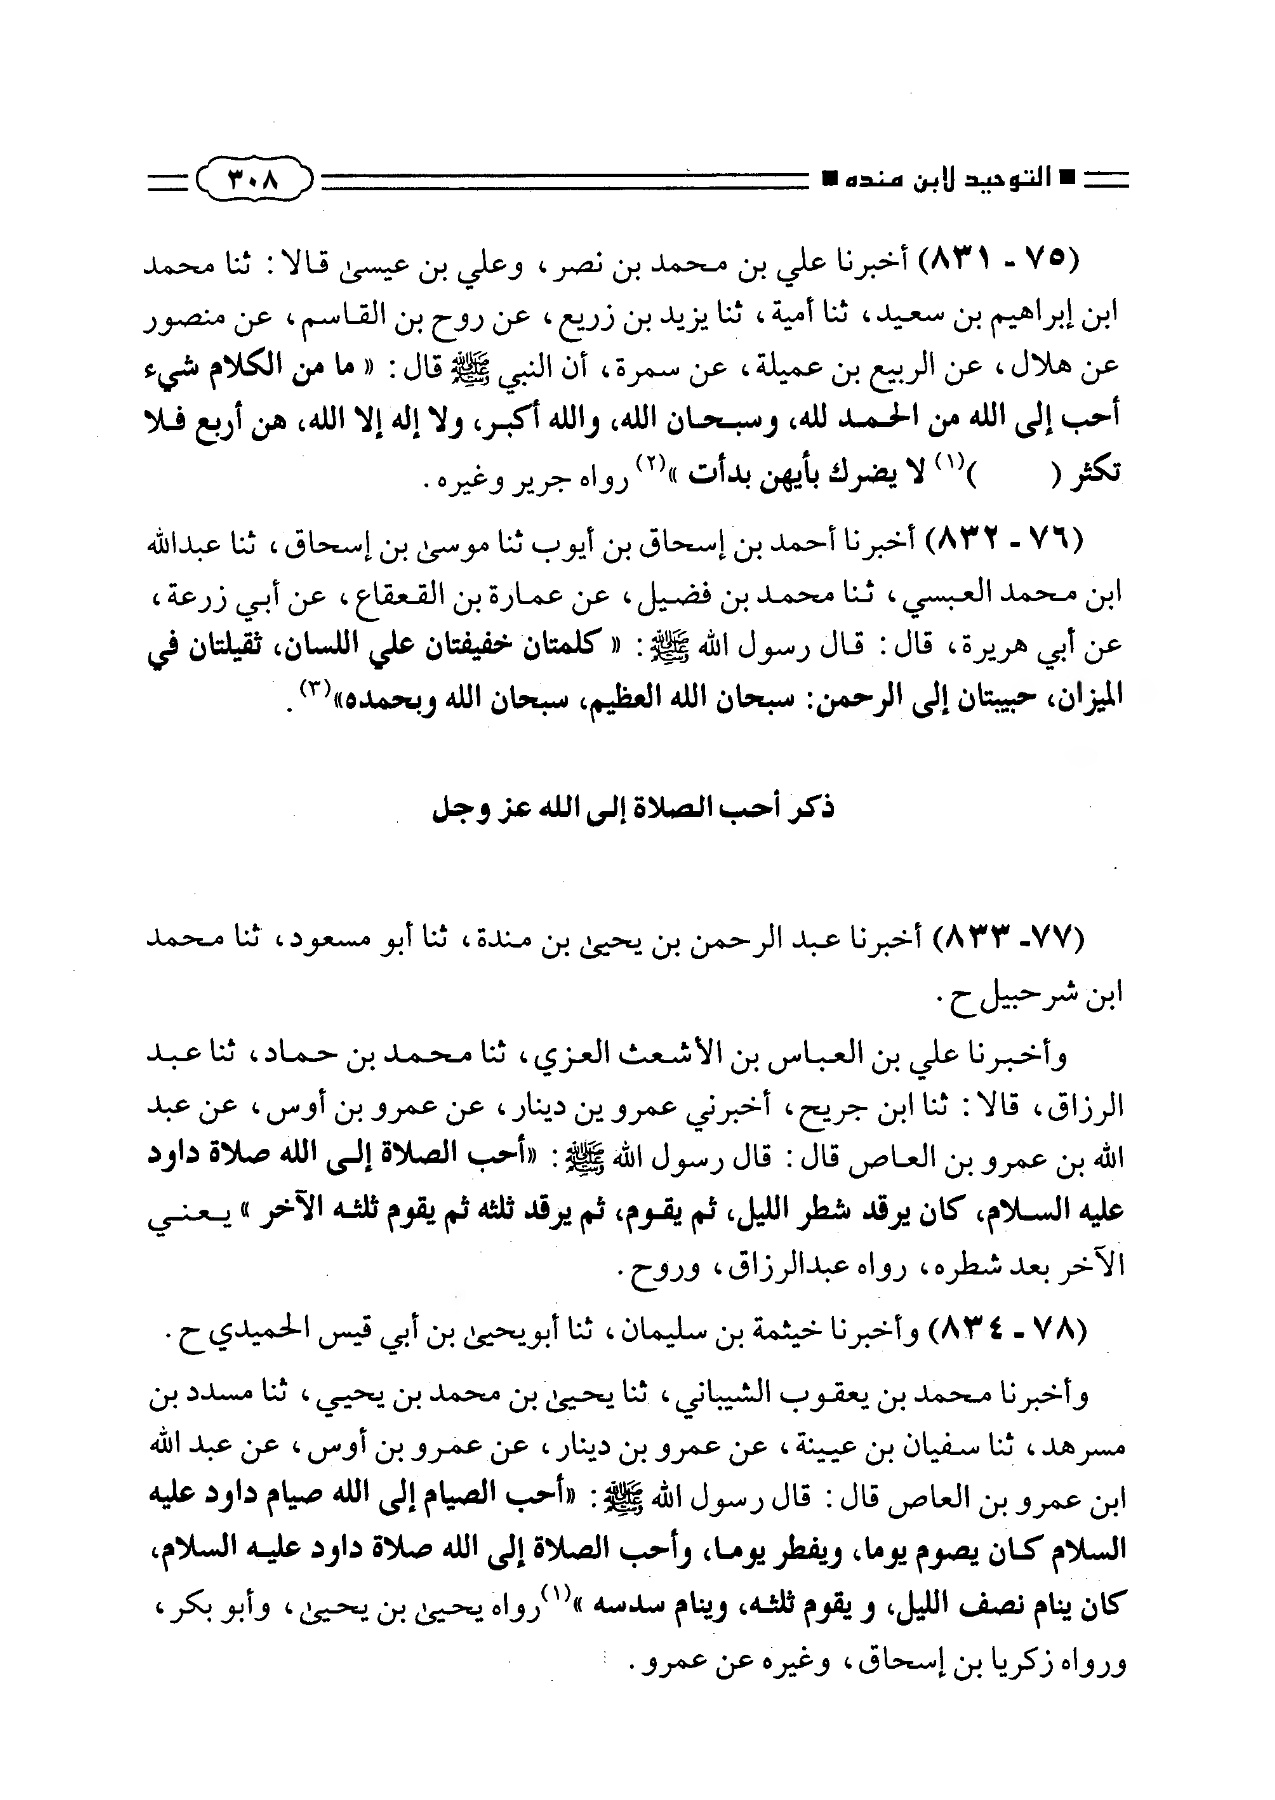 ■ التوحيد لابن منده ■ ٣٠٨
(٧٥ - ٨٣١) أخبرنا علي بن محمد بن نصر، وعلي بن عيسىٰ قالا: ثنا محمد
ابن إبراهيم بن سعيد، ثنا أمية، ثنا يزيد بن زريع، عن روح بن القاسم، عن منصور
عن هلال، عن الربيع بن عميلة، عن سمرة، أن النبي ﷺ قال: « ما من الكلام شيء
أحب إلى الله من الحمد لله، وسبحان الله، والله أكبر، ولا إله إلا الله، هن أربع فلا
تكثر ( )(١) لا يضرك بأيهن بدأت »(٢) رواه جرير وغيره.
(٧٦ - ٨٣٢) أخبرنا أحمد بن إسحاق بن أيوب ثنا موسىٰ بن إسحاق، ثنا عبدالله
ابن محمد العبسي، ثنا محمد بن فضيل، عن عمارة بن القعقاع، عن أبي زرعة،
عن أبي هريرة، قال: قال رسول الله ﷺ: « كلمتان خفيفتان علي اللسان، ثقيلتان في
الميزان، حبيبتان إلى الرحمن: سبحان الله العظيم، سبحان الله وبحمده»(٣).
ذكر أحب الصلاة إلى الله عز وجل
(٧٧- ٨٣٣) أخبرنا عبد الرحمن بن يحيىٰ بن مندة، ثنا أبو مسعود، ثنا محمد
ابن شرحبيل ح.
وأخبرنا علي بن العباس بن الأشعث العزي، ثنا محمد بن حماد، ثنا عبد
الرزاق، قالا: ثنا ابن جريح، أخبرني عمرو ين دينار، عن عمرو بن أوس، عن عبد
الله بن عمرو بن العاص قال: قال رسول الله ﷺ: «أحب الصلاة إلى الله صلاة داود
عليه السلام، كان يرقد شطر الليل، ثم يقوم، ثم يرقد ثلثه ثم يقوم ثلثه الآخر » يعني
الآخر بعد شطره، رواه عبدالرزاق، وروح.
(٧٨ - ٨٣٤) وأخبرنا خيثمة بن سليمان، ثنا أبويحيىٰ بن أبي قيس الحميدي ح.
وأخبرنا محمد بن يعقوب الشيباني، ثنا يحيىٰ بن محمد بن يحيي، ثنا مسدد بن
مسرهد، ثنا سفيان بن عيينة، عن عمرو بن دينار، عن عمرو بن أوس، عن عبد الله
ابن عمرو بن العاص قال: قال رسول الله ﷺ: «أحب الصيام إلى الله صيام داود عليه
السلام كان يصوم يوما، ويفطر يوما، وأحب الصلاة إلى الله صلاة داود عليه السلام،
كان ينام نصف الليل، و يقوم ثلثه، وينام سدسه »(١) رواه يحيىٰ بن يحيىٰ، وأبو بكر،
ورواه زكريا بن إسحاق، وغيره عن عمرو.